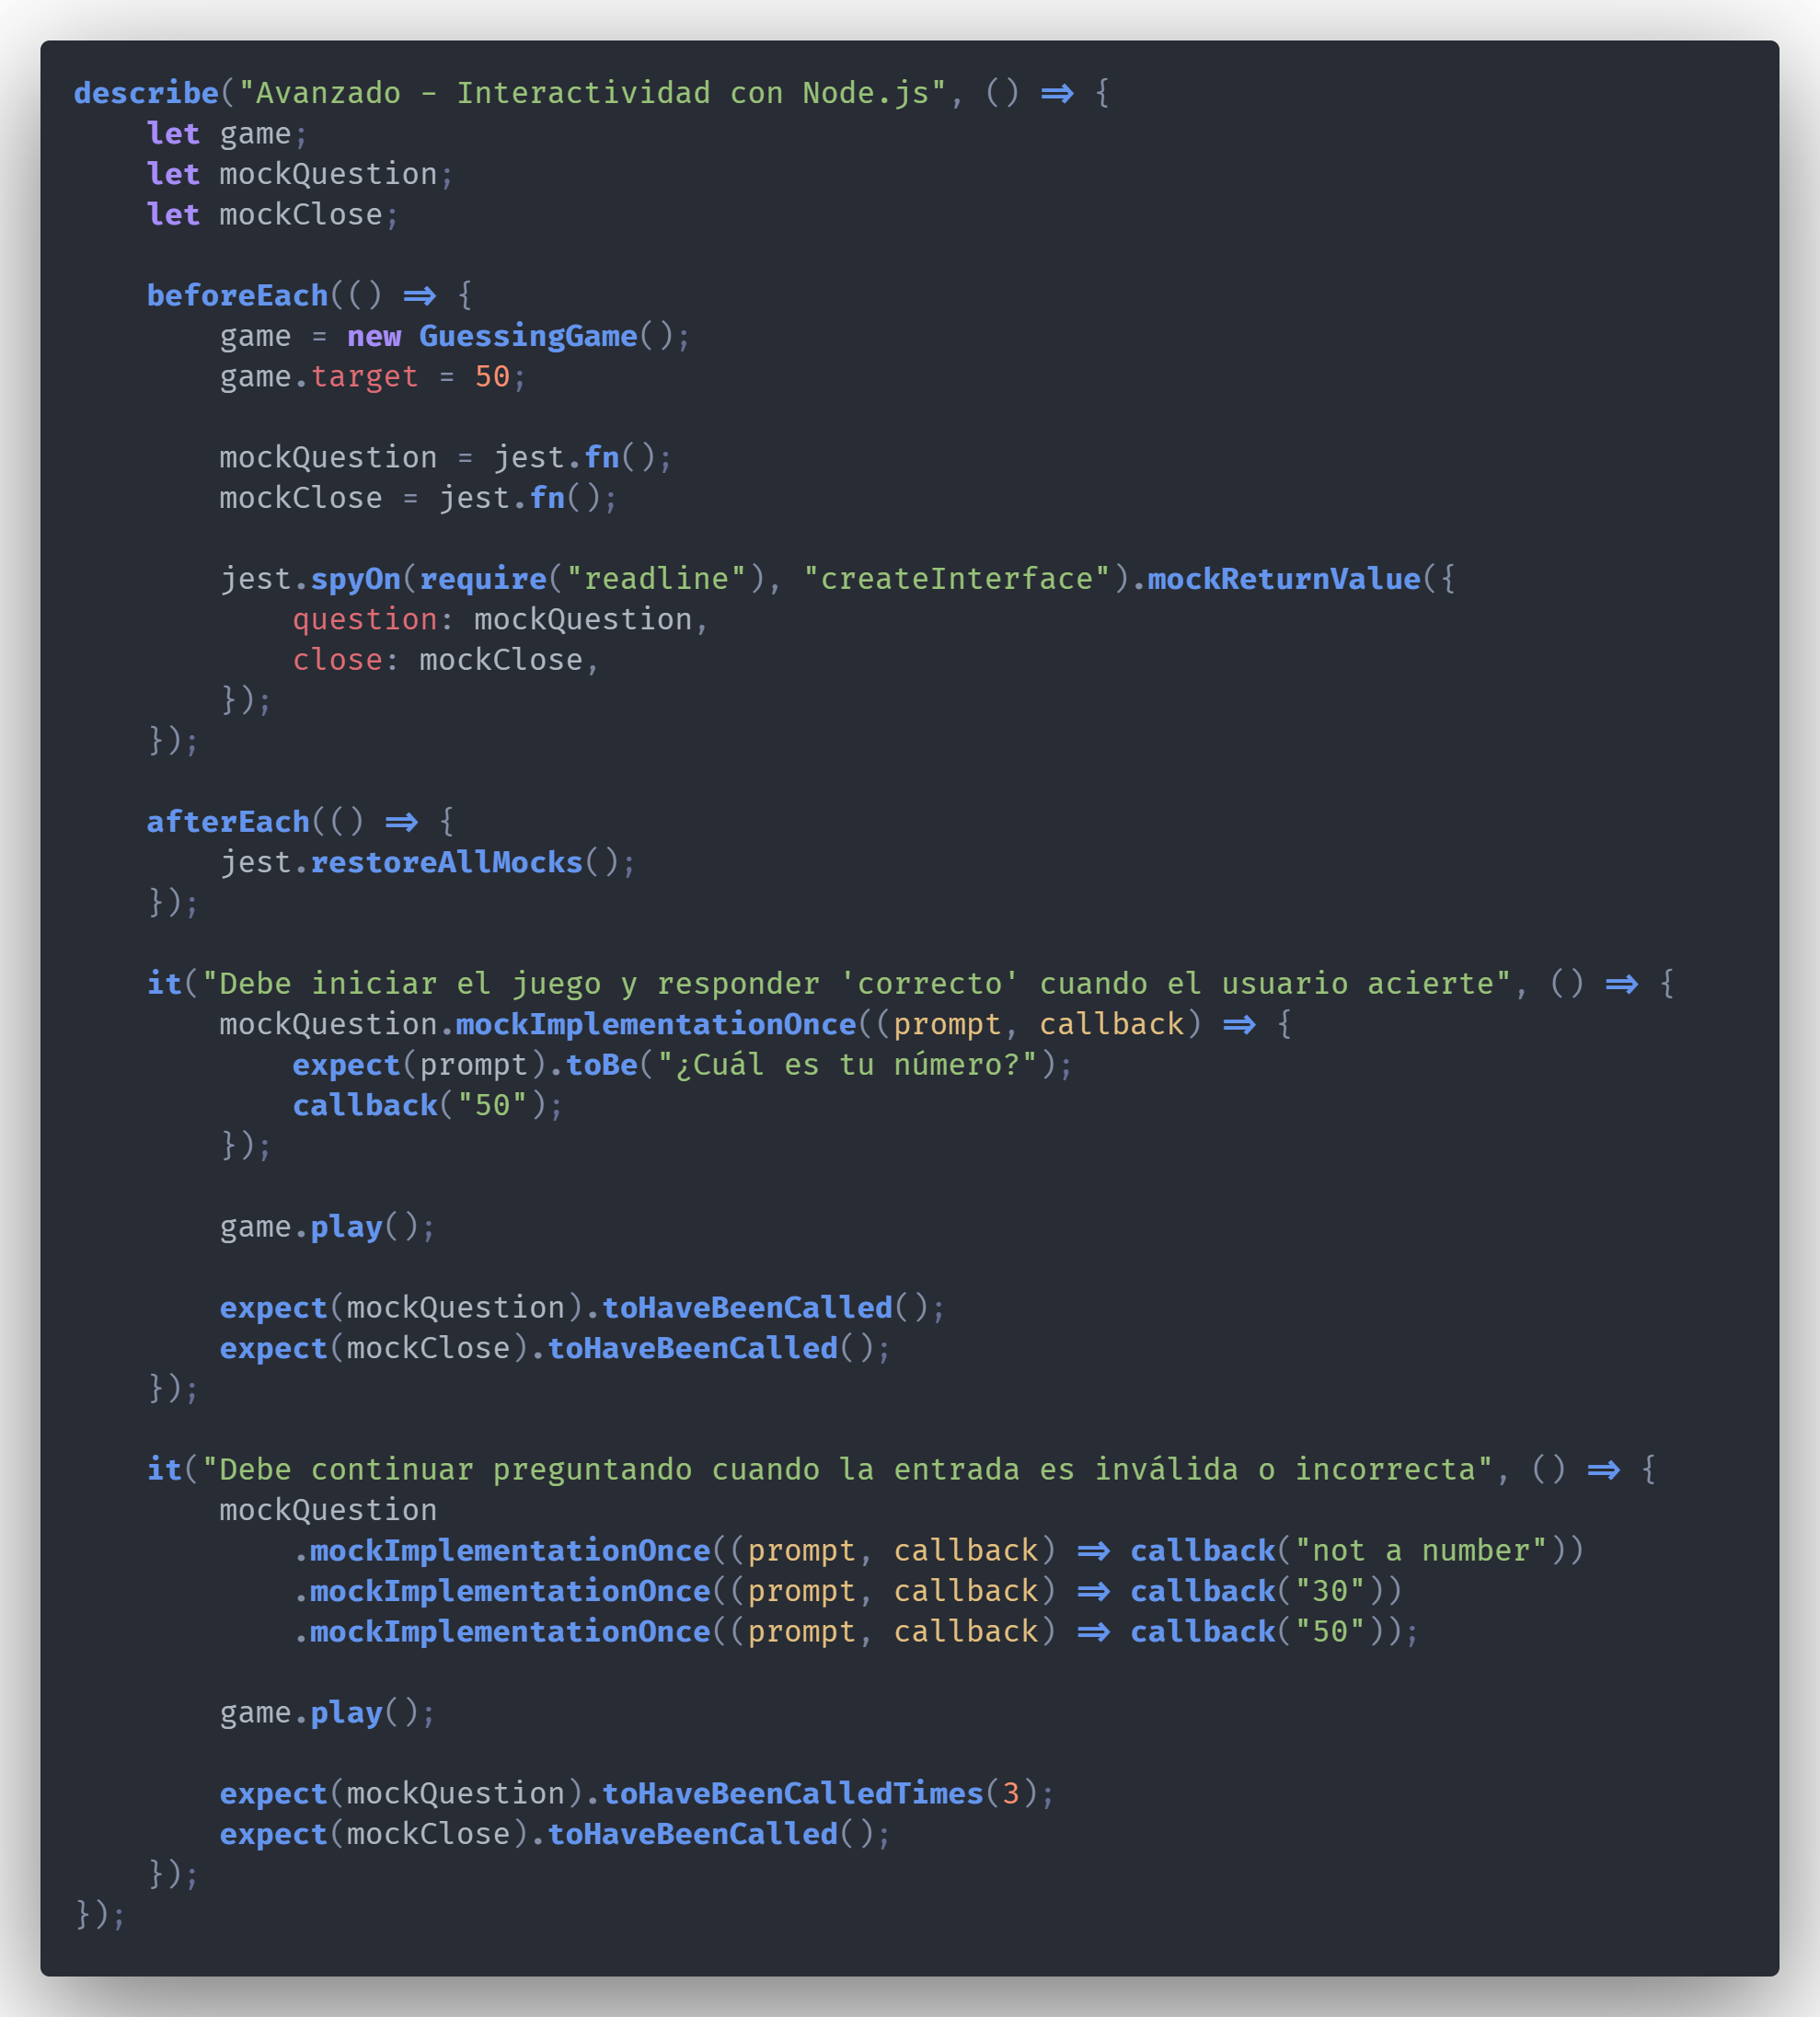 describe("Avanzado - Interactividad con Node.js", () => {
    let game;
    let mockQuestion;
    let mockClose;

    beforeEach(() => {
        game = new GuessingGame();
        game.target = 50;

        mockQuestion = jest.fn();
        mockClose = jest.fn();

        jest.spyOn(require("readline"), "createInterface").mockReturnValue({
            question: mockQuestion,
            close: mockClose,
        });
    });

    afterEach(() => {
        jest.restoreAllMocks();
    });

    it("Debe iniciar el juego y responder 'correcto' cuando el usuario acierte", () => {
        mockQuestion.mockImplementationOnce((prompt, callback) => {
            expect(prompt).toBe("¿Cuál es tu número?");
            callback("50");
        });

        game.play();

        expect(mockQuestion).toHaveBeenCalled();
        expect(mockClose).toHaveBeenCalled();
    });

    it("Debe continuar preguntando cuando la entrada es inválida o incorrecta", () => {
        mockQuestion
            .mockImplementationOnce((prompt, callback) => callback("not a number"))
            .mockImplementationOnce((prompt, callback) => callback("30"))
            .mockImplementationOnce((prompt, callback) => callback("50"));

        game.play();

        expect(mockQuestion).toHaveBeenCalledTimes(3);
        expect(mockClose).toHaveBeenCalled();
    });
});